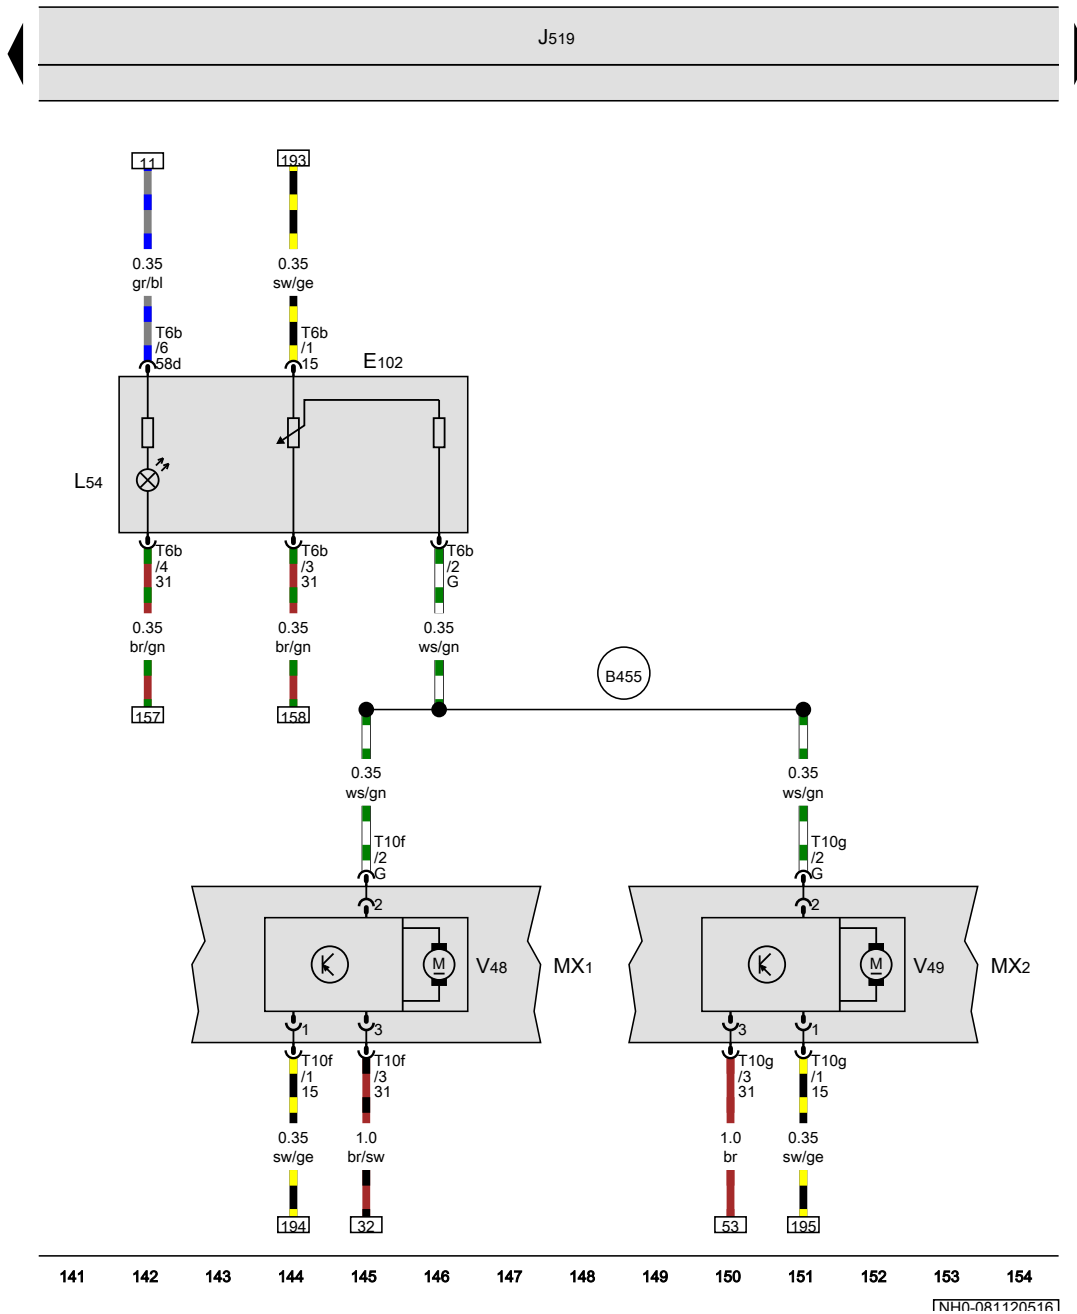 J519
11
193
0.35
gr/bl
0.35
sw/ge
T6b
/6
58d
T6b
/1
15
E102
L54
T6b
/4
31
T6b
/3
31
T6b
/2
G
0.35
br/gn
0.35
br/gn
0.35
ws/gn
B455
157
158
0.35
ws/gn
0.35
ws/gn
T10f
/2
G
T10g
/2
G
2
2
M
V48
MX1
M
V49
MX2
1
3
3
1
T10f
/1
15
T10f
/3
31
T10g
/3
31
T10g
/1
15
0.35
sw/ge
1.0
br/sw
1.0
br
0.35
sw/ge
194
32
53
195
141 142 143 144 145 146 147 148 149 150 151 152 153 154
NH0-081120516